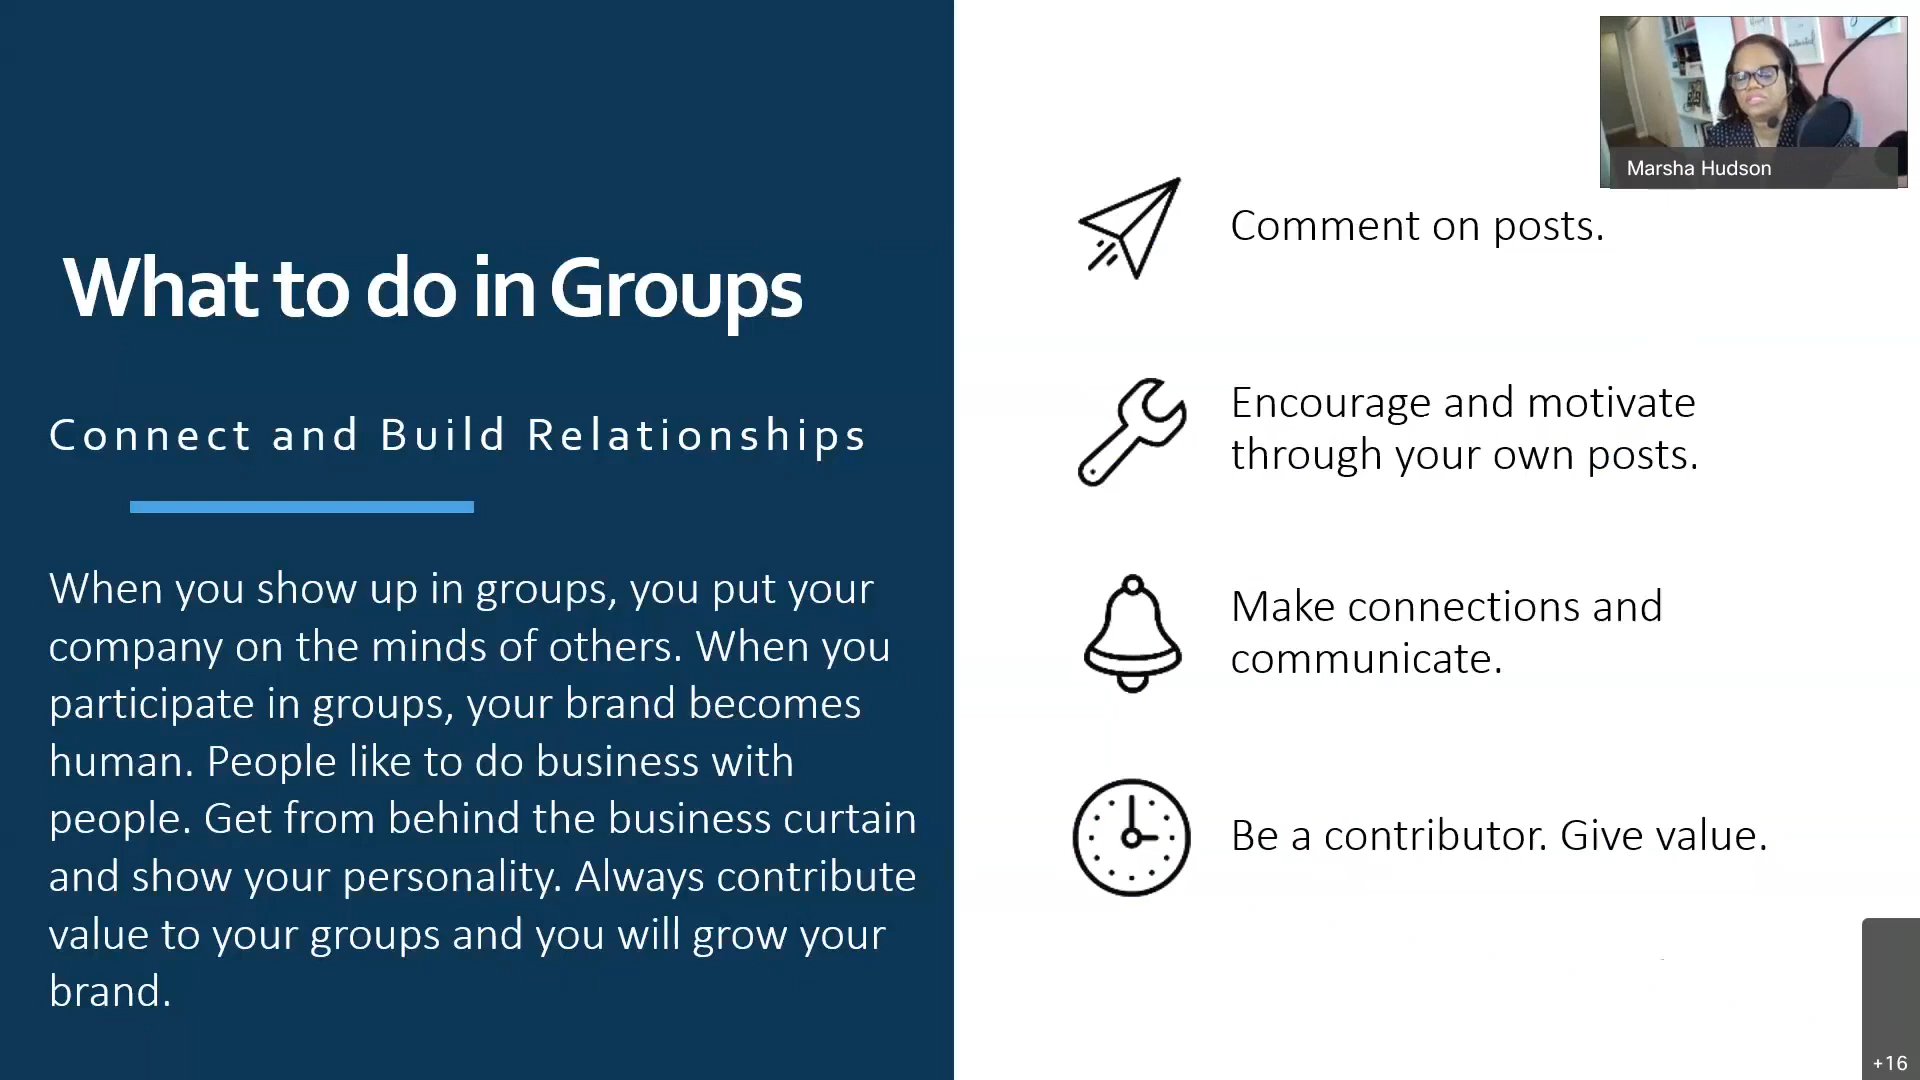 What to do in Groups
Connect and Build Relationships
When you show up in groups, you put your
company on the minds of others. When you
participate in groups, your brand becomes
human. People like to do business with
people. Get from behind the business curtain
and show your personality. Always contribute
value to your groups and you will grow your
brand.
Comment on posts.
Encourage and motivate
through your own posts.
Make connections and
communicate.
Be a contributor. Give value.
Marsha Hudson
+16